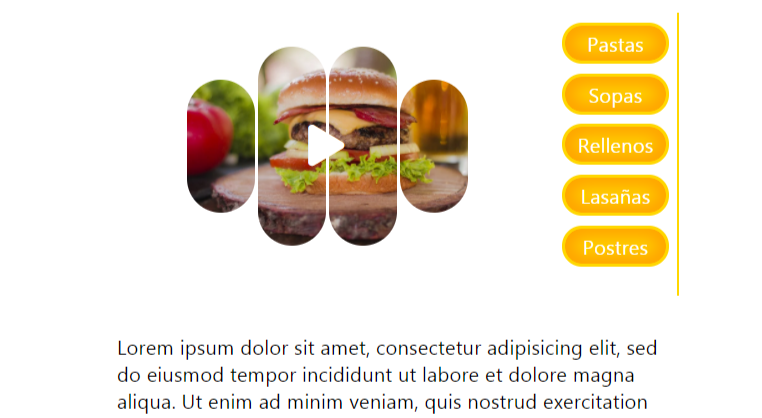 Pastas
Sopas
Rellenos
Lasañas
Postres
Lorem ipsum dolor sit amet, consectetur adipisicing elit, sed
do eiusmod tempor incididunt ut labore et dolore magna
aliqua. Ut enim ad minim veniam, quis nostrud exercitation